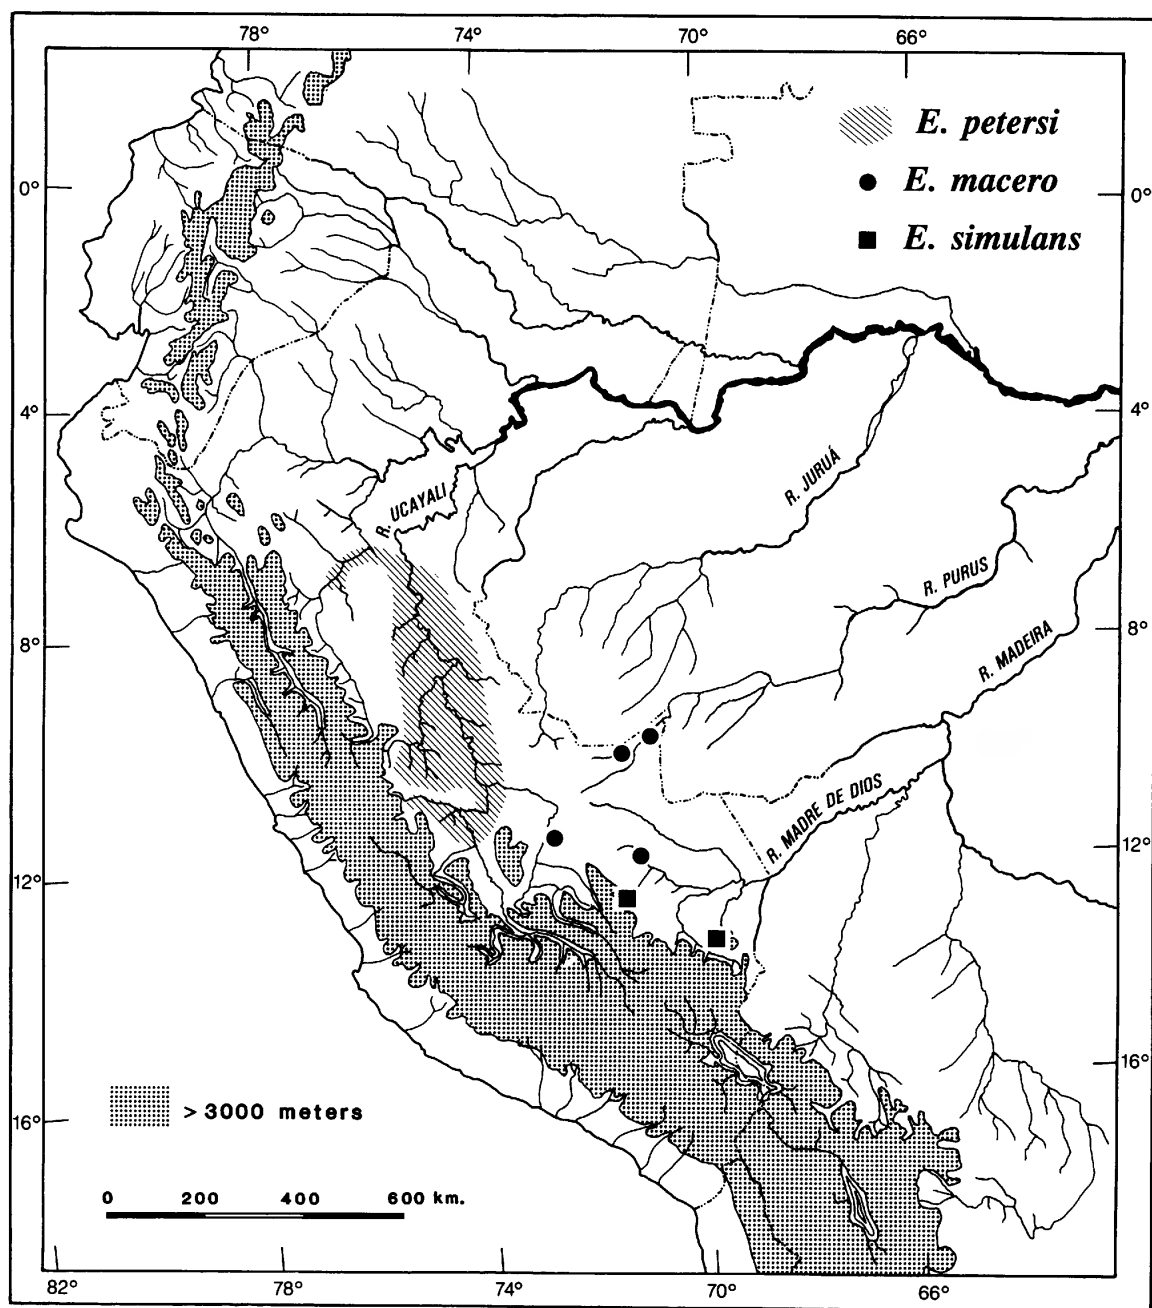 78° 74° 70° 66°
E. petersi
E. macero
E. simulans
0° 0°
4° 4°
R. UCAYALI
R. JURUÁ
R. PURUS
R. MADEIRA
8° 8°
R. MADRE DE DIOS
12° 12°
16° 16°
> 3000 meters
0 200 400 600 km.
82° 78° 74° 70° 66°